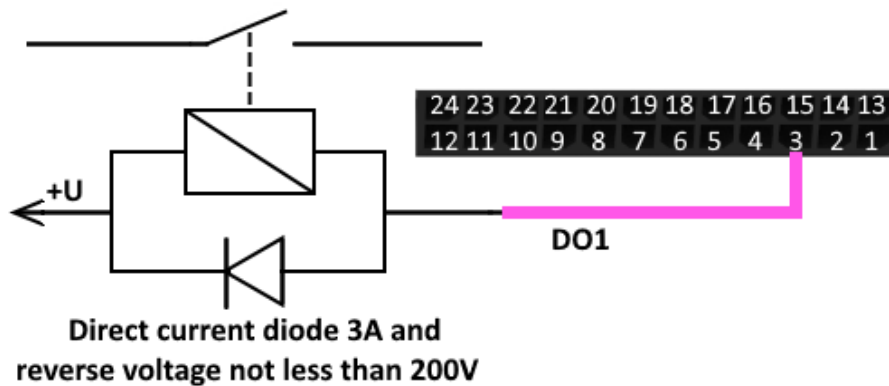 24 23 22 21 20 19 18 17 16 15 14 13
12 11 10 9 8 7 6 5 4 3 2 1
+U
DO1
Direct current diode 3A and
reverse voltage not less than 200V